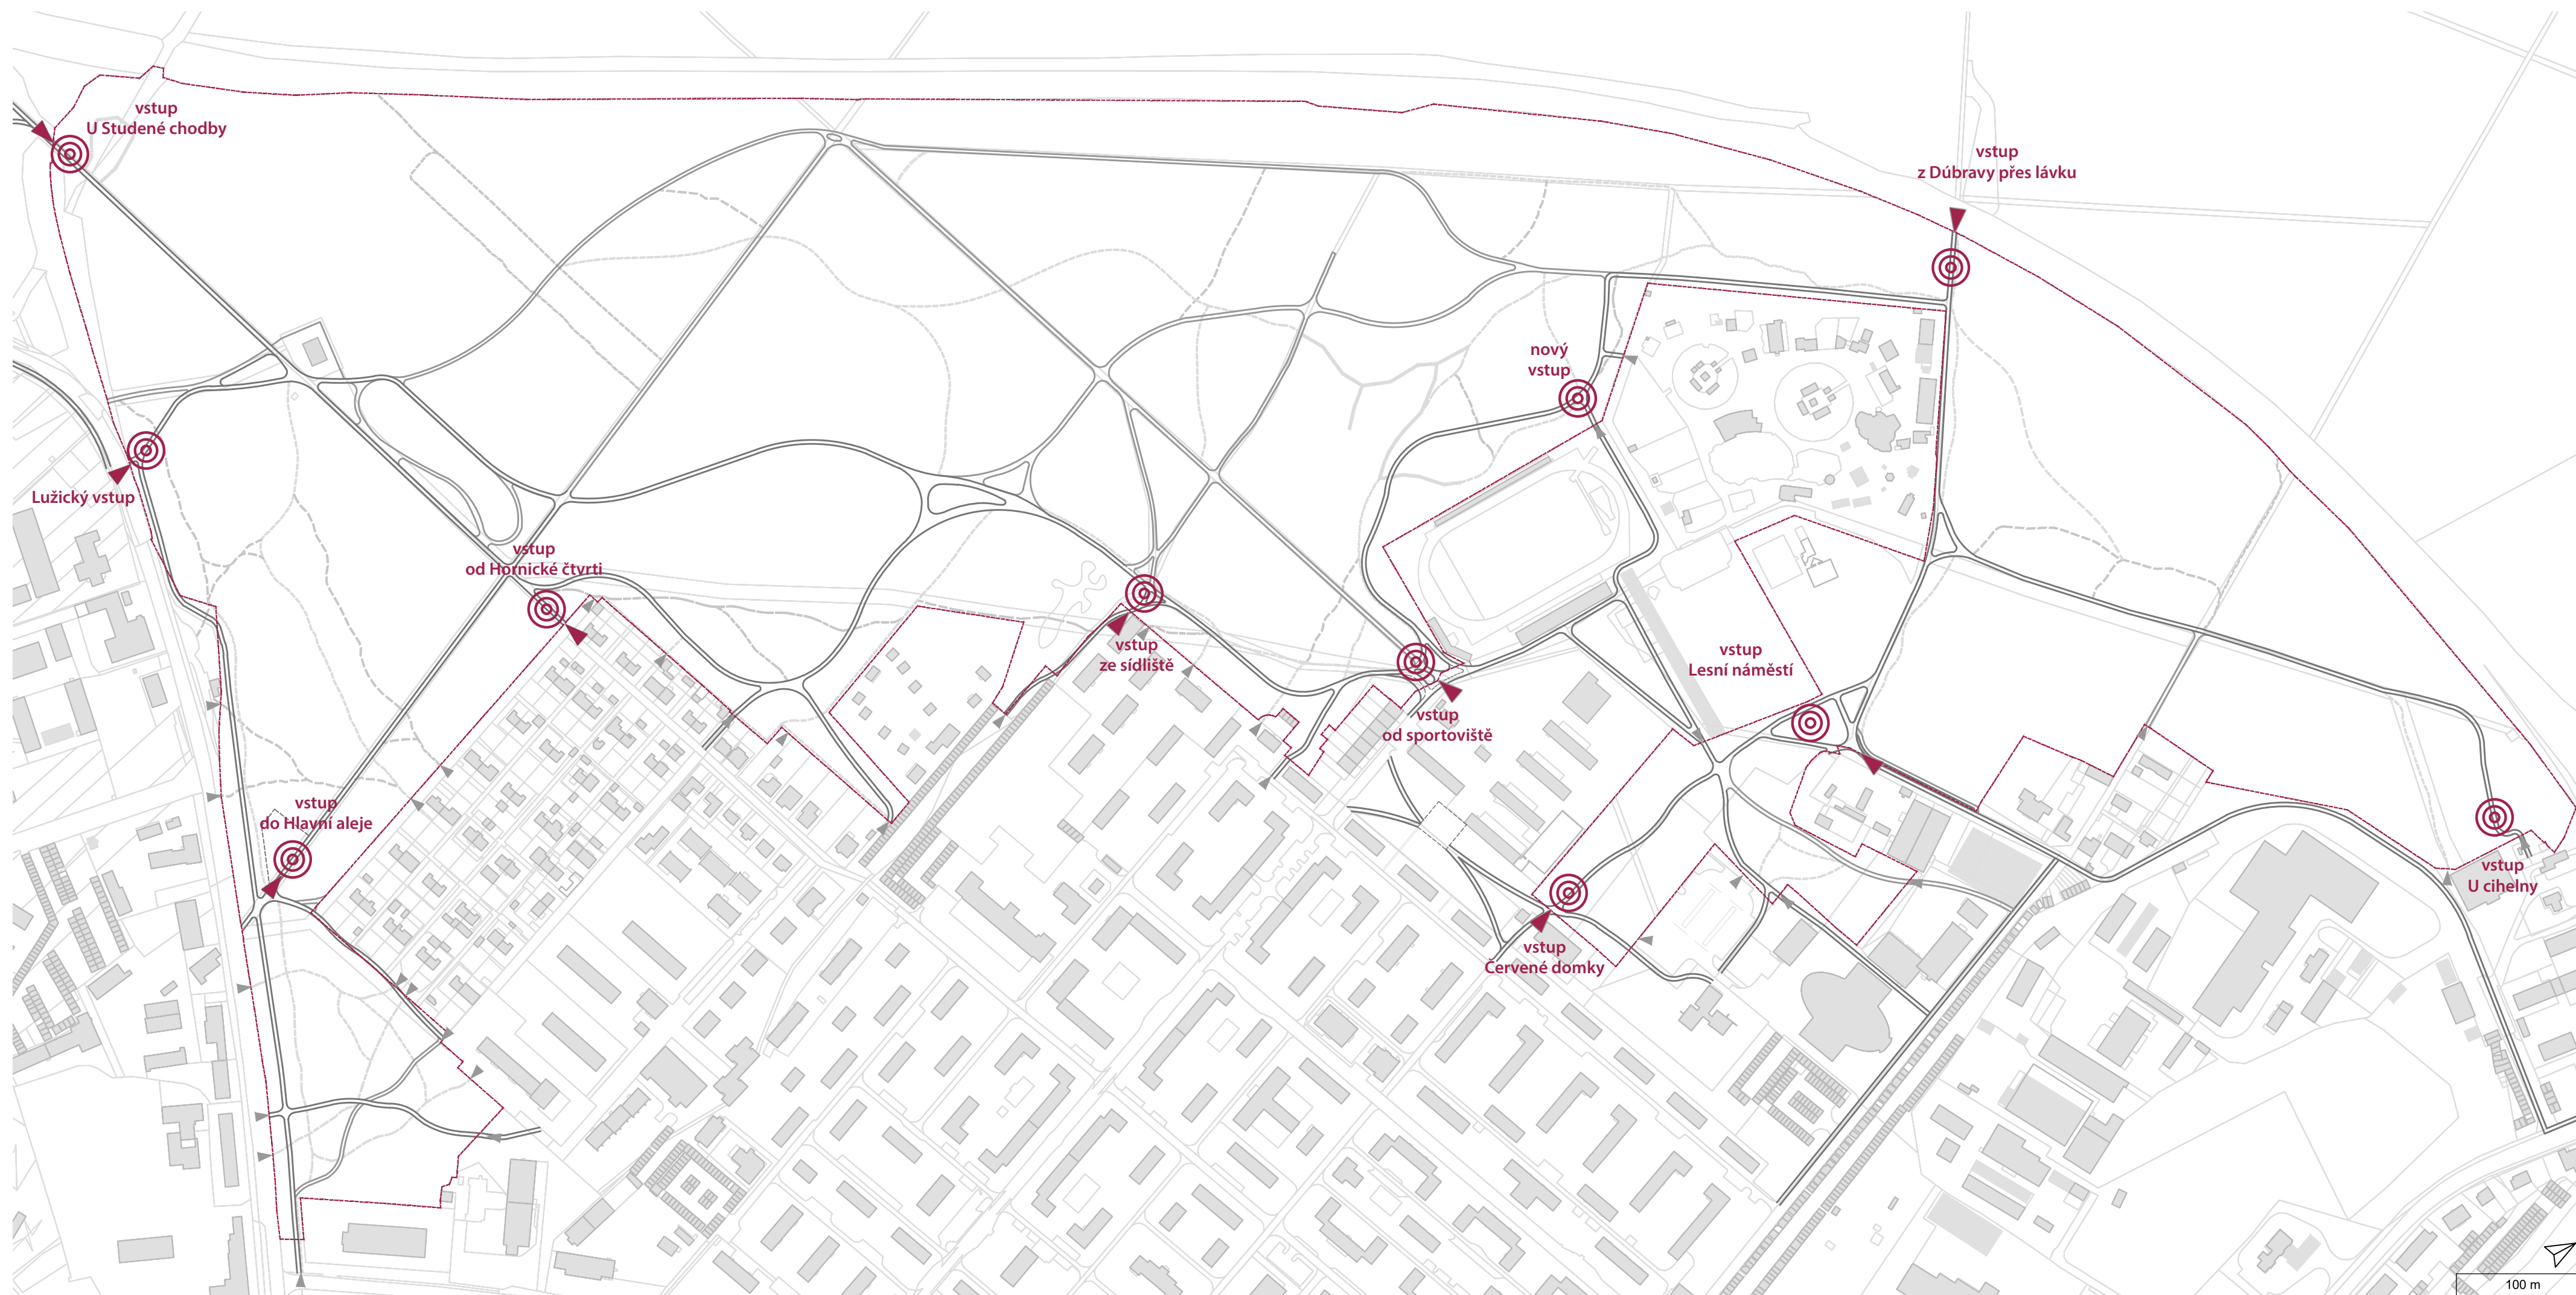 vstup
U Studené chodby
vstup
z Dúbravy přes lávku
nový
vstup
Lužický vstup
vstup
od Hornické čtvrti
vstup
ze sídliště
vstup
Lesní náměstí
vstup
od sportoviště
vstup
do Hlavní aleje
vstup
U cihelny
vstup
Červené domky
100 m